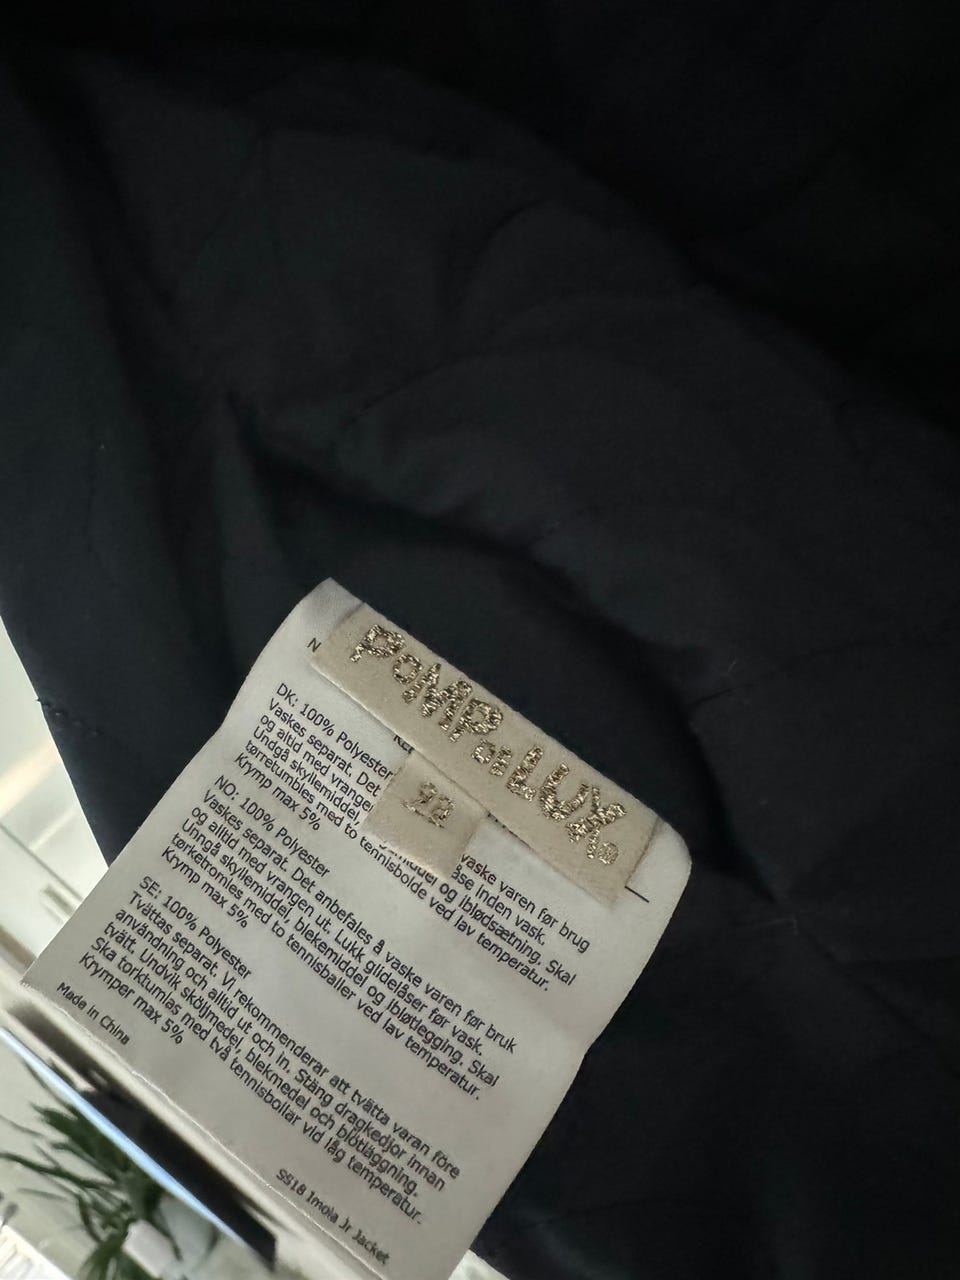 POMPdeLUX®
92
N
DK: 100% Polyester
Vaskes separat. Det vaske varen før brug
og altid med vrangen inden vask.
Undgå skyllemiddel, og iblødsætning. Skal
tørretumbles med to tennisbolde ved lav temperatur.
Krymp max 5%
NO: 100% Polyester
Vaskes separat. Det anbefales å vaske varen før bruk
og alltid med vrangen ut. Lukk glidelåser før vask.
Unngå skyllemiddel, blekemiddel og ibløtlegging. Skal
tørketromles med to tennisballer ved lav temperatur.
Krymp max 5%
SE: 100% Polyester
Tvättas separat. Vi rekommenderar att tvätta varan före
användning och alltid ut och in. Stäng dragkedjor innan
tvätt. Undvik sköljmedel, blekmedel och blötläggning.
Ska torktumlas med två tennisbollar vid låg temperatur.
Krymper max 5%
Made in China
SS18 Imola Jr Jacket